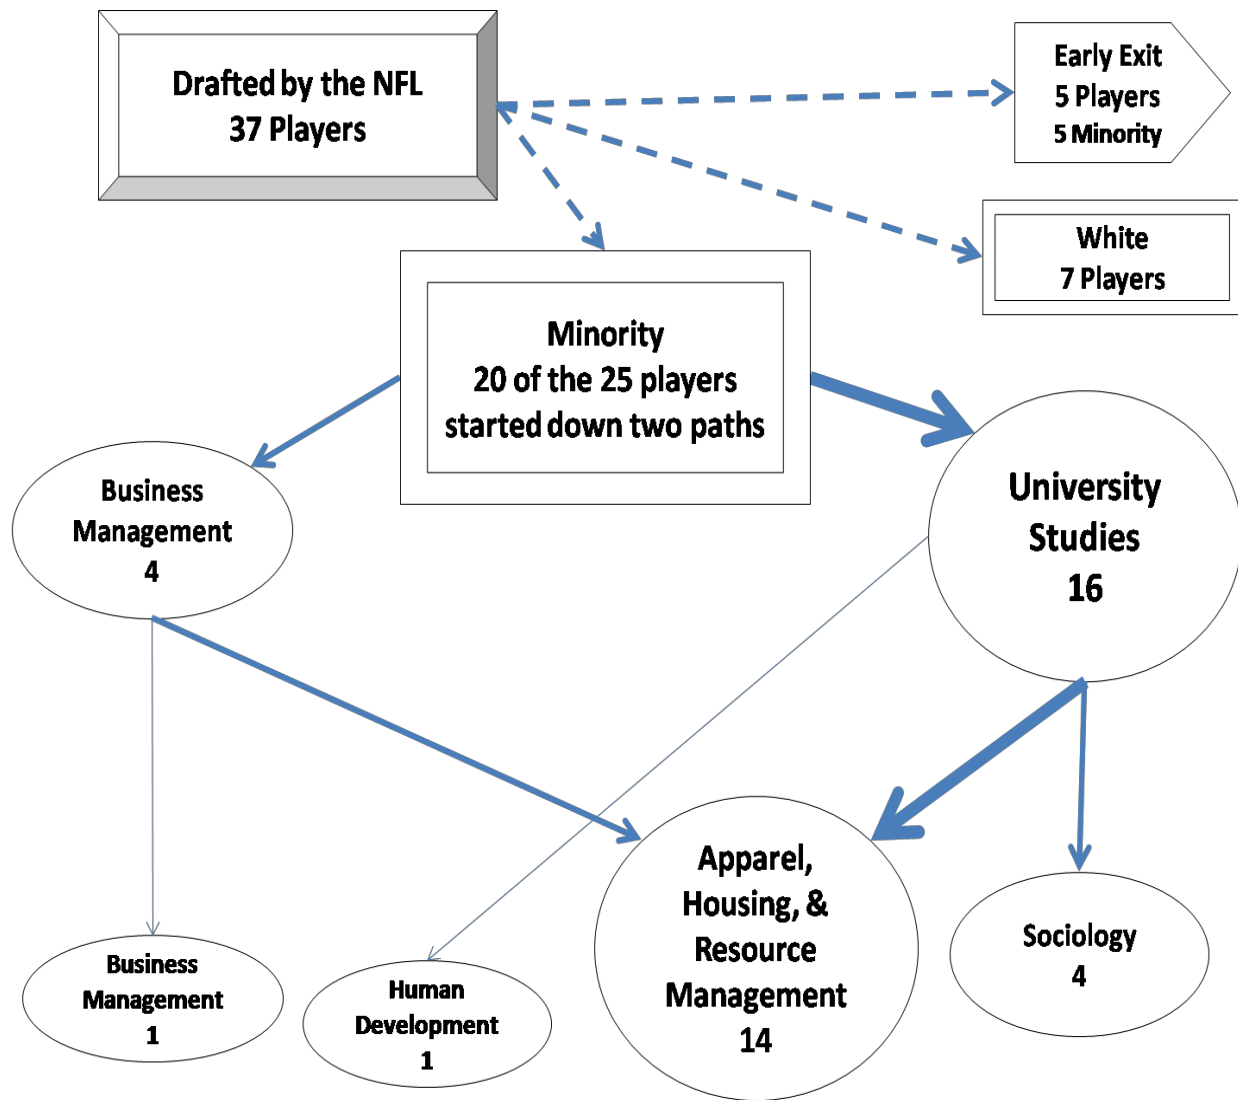 Drafted by the NFL
37 Players
Early Exit
5 Players
5 Minority
White
7 Players
Minority
20 of the 25 players
started down two paths
Business
Management
4
University
Studies
16
Business
Management
1
Human
Development
1
Apparel,
Housing, &
Resource
Management
14
Sociology
4